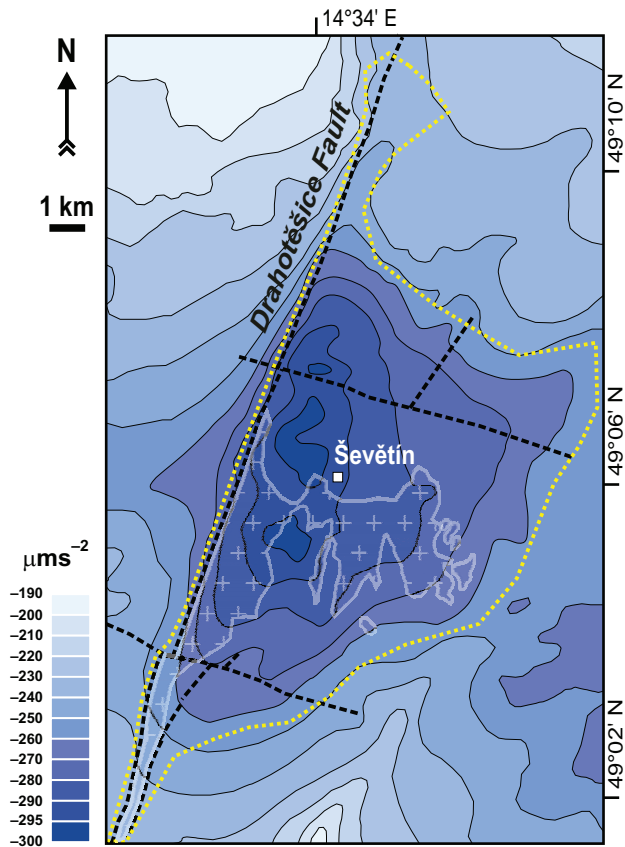 14°34' E
N
49°10' N
1 km
Drahotěšice Fault
49°06' N
Ševětín
µms⁻²
–190
–200
–210
–220
–230
–240
–250
–260
–270
–280
–290
–295
–300
49°02' N